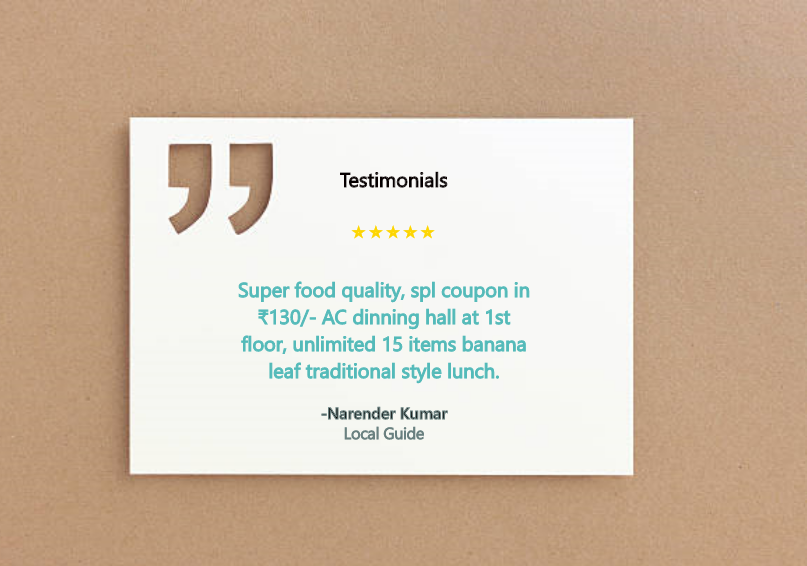 Testimonials
★★★★★
Super food quality, spl coupon in
₹130/- AC dinning hall at 1st
floor, unlimited 15 items banana
leaf traditional style lunch.
-Narender Kumar
Local Guide